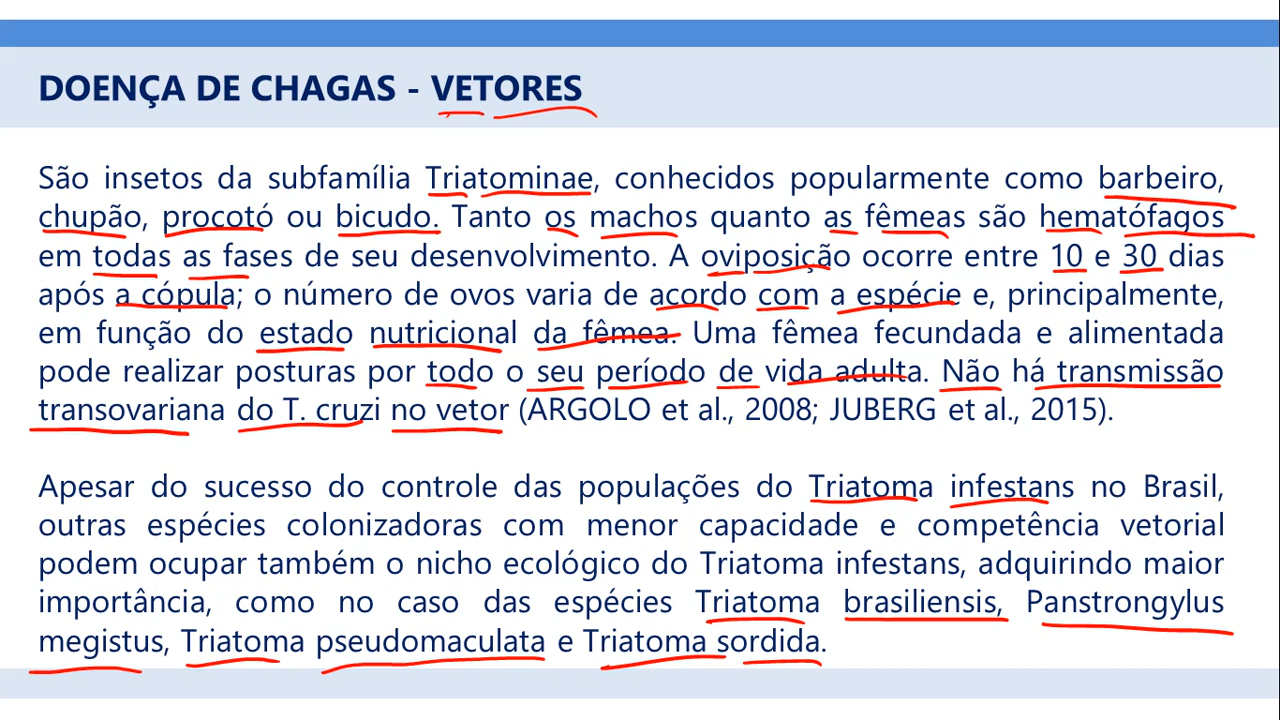 DOENÇA DE CHAGAS - VETORES
São insetos da subfamília Triatominae, conhecidos popularmente como barbeiro,
chupão, procotó ou bicudo. Tanto os machos quanto as fêmeas são hematófagos
em todas as fases de seu desenvolvimento. A oviposição ocorre entre 10 e 30 dias
após a cópula; o número de ovos varia de acordo com a espécie e, principalmente,
em função do estado nutricional da fêmea. Uma fêmea fecundada e alimentada
pode realizar posturas por todo o seu período de vida adulta. Não há transmissão
transovariana do T. cruzi no vetor (ARGOLO et al., 2008; JUBERG et al., 2015).
Apesar do sucesso do controle das populações do Triatoma infestans no Brasil,
outras espécies colonizadoras com menor capacidade e competência vetorial
podem ocupar também o nicho ecológico do Triatoma infestans, adquirindo maior
importância, como no caso das espécies Triatoma brasiliensis, Panstrongylus
megistus, Triatoma pseudomaculata e Triatoma sordida.